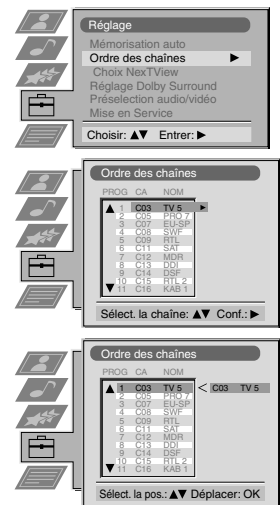 Réglage
Mémorisation auto
Ordre des chaînes ▶
Choix NexTView
Réglage Dolby Surround
Préselection audio/vidéo
Mise en Service
Choisir: ▲▼ Entrer: ▶
Ordre des chaînes
PROG CA NOM
1 C03 TV 5 ▶
2 C05 PRO 7
3 C07 EU-SP
4 C08 SWF
5 C09 RTL
6 C11 SAT
7 C12 MDR
8 C13 DDI
9 C14 DSF
10 C15 RTL 2
11 C16 KAB 1
Sélect. la chaîne: ▲▼ Conf.: ▶
Ordre des chaînes
PROG CA NOM
1 C03 TV 5 < C03 TV 5
2 C05 PRO 7
3 C07 EU-SP
4 C08 SWF
5 C09 RTL
6 C11 SAT
7 C12 MDR
8 C13 DDI
9 C14 DSF
10 C15 RTL 2
11 C16 KAB 1
Sélect. la pos.: ▲▼ Déplacer: OK